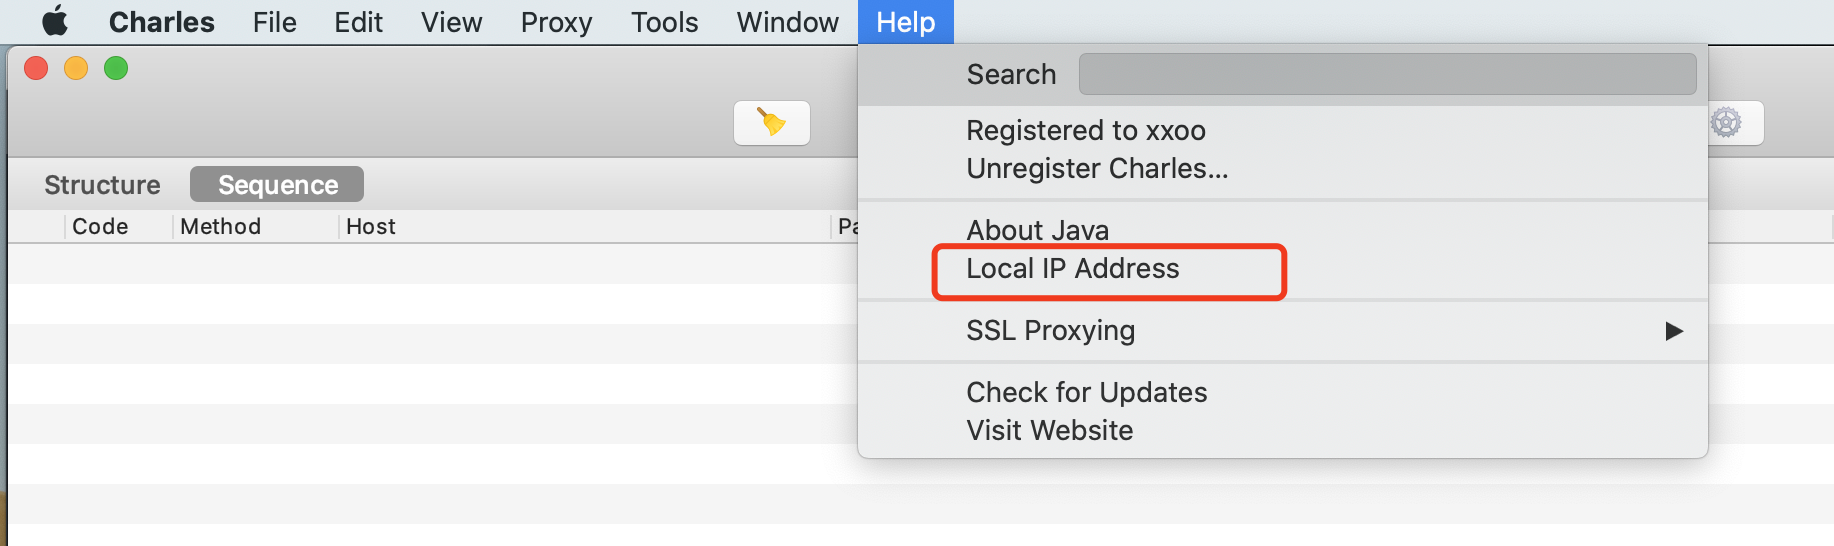 Charles File Edit View Proxy Tools Window Help
Search
Registered to xxoo
Unregister Charles...
Structure Sequence
Code Method Host
About Java
Local IP Address
SSL Proxying
Check for Updates
Visit Website